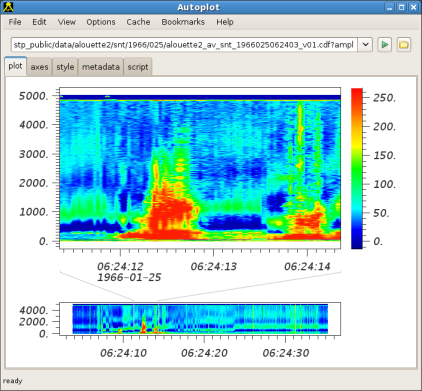 Autoplot
File Edit View Options Cache Bookmarks Help
stp_public/data/alouette2/snt/1966/025/alouette2_av_snt_1966025062403_v01.cdf?ampl
plot axes style metadata script
5000.
4000.
3000.
2000.
1000.
0.
250.
200.
150.
100.
50.
0.
06:24:12 06:24:13 06:24:14
1966-01-25
4000.
2000.
0.
06:24:10 06:24:20 06:24:30
ready